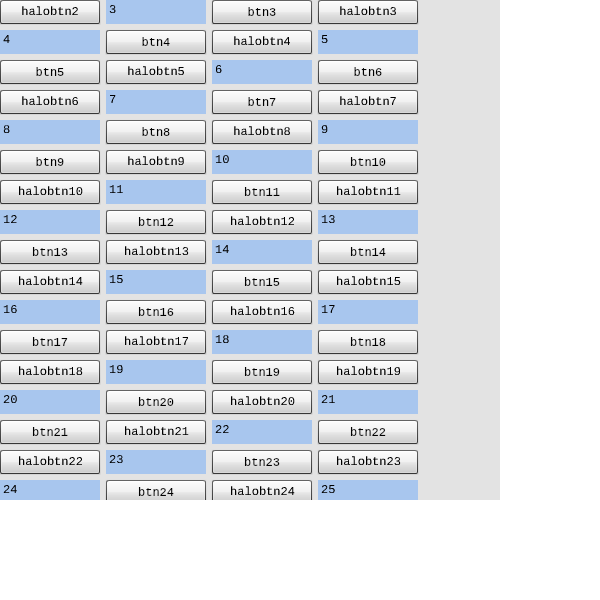 halobtn2 3 btn3 halobtn3
4 btn4 halobtn4 5
btn5 halobtn5 6 btn6
halobtn6 7 btn7 halobtn7
8 btn8 halobtn8 9
btn9 halobtn9 10 btn10
halobtn10 11 btn11 halobtn11
12 btn12 halobtn12 13
btn13 halobtn13 14 btn14
halobtn14 15 btn15 halobtn15
16 btn16 halobtn16 17
btn17 halobtn17 18 btn18
halobtn18 19 btn19 halobtn19
20 btn20 halobtn20 21
btn21 halobtn21 22 btn22
halobtn22 23 btn23 halobtn23
24 btn24 halobtn24 25